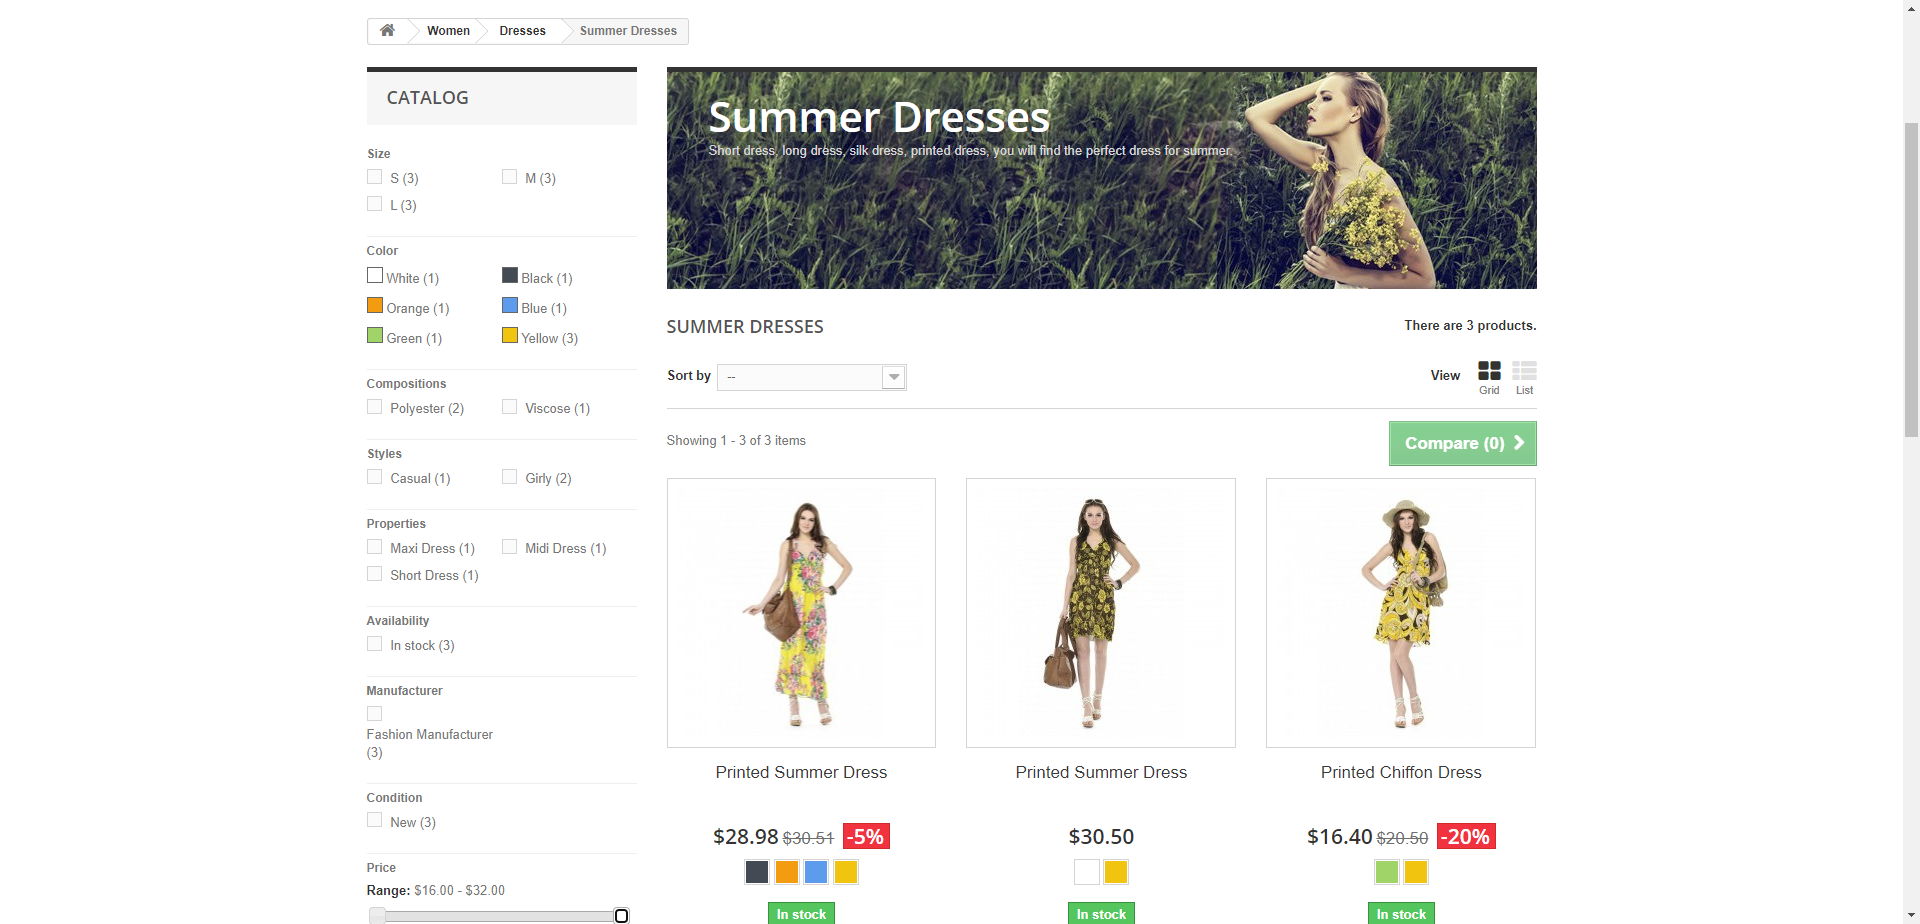 Women Dresses Summer Dresses
CATALOG
Size
S (3) M (3)
L (3)
Color
White (1) Black (1)
Orange (1) Blue (1)
Green (1) Yellow (3)
Compositions
Polyester (2) Viscose (1)
Styles
Casual (1) Girly (2)
Properties
Maxi Dress (1) Midi Dress (1)
Short Dress (1)
Availability
In stock (3)
Manufacturer
Fashion Manufacturer
(3)
Condition
New (3)
Price
Range: $16.00 - $32.00
Summer Dresses
Short dress, long dress, silk dress, printed dress, you will find the perfect dress for summer.
SUMMER DRESSES
There are 3 products.
Sort by --
View Grid List
Showing 1 - 3 of 3 items
Compare (0)
Printed Summer Dress
$28.98 $30.51 -5%
In stock
Printed Summer Dress
$30.50
In stock
Printed Chiffon Dress
$16.40 $20.50 -20%
In stock